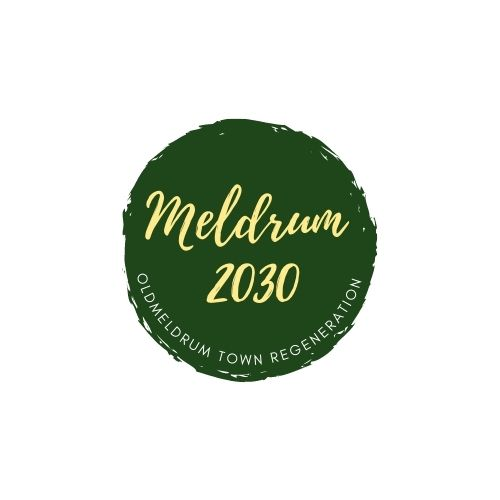 Meldrum
2030
OLDMELDRUM TOWN REGENERATION